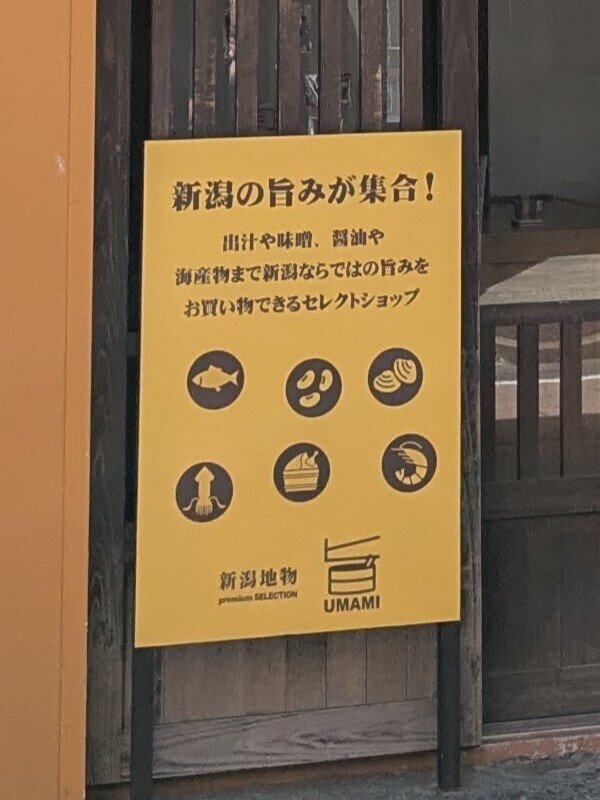 新潟の旨みが集合！
出汁や味噌、醤油や
海産物まで新潟ならではの旨みを
お買い物できるセレクトショップ
新潟地物
premium SELECTION
UMAMI